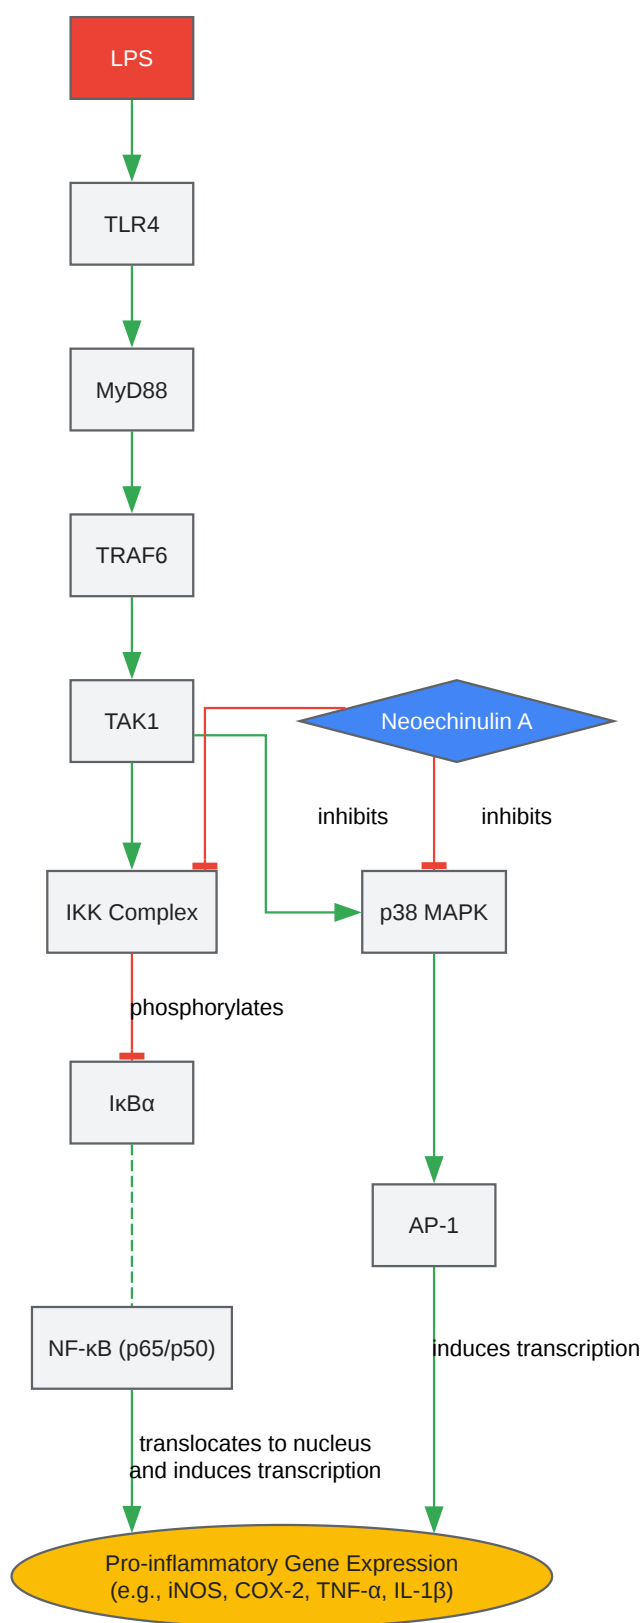 LPS
TLR4
MyD88
TRAF6
TAK1
Neoechinulin A
inhibits
inhibits
IKK Complex
p38 MAPK
phosphorylates
IκBα
AP-1
NF-κB (p65/p50)
induces transcription
translocates to nucleus
and induces transcription
Pro-inflammatory Gene Expression
(e.g., iNOS, COX-2, TNF-α, IL-1β)